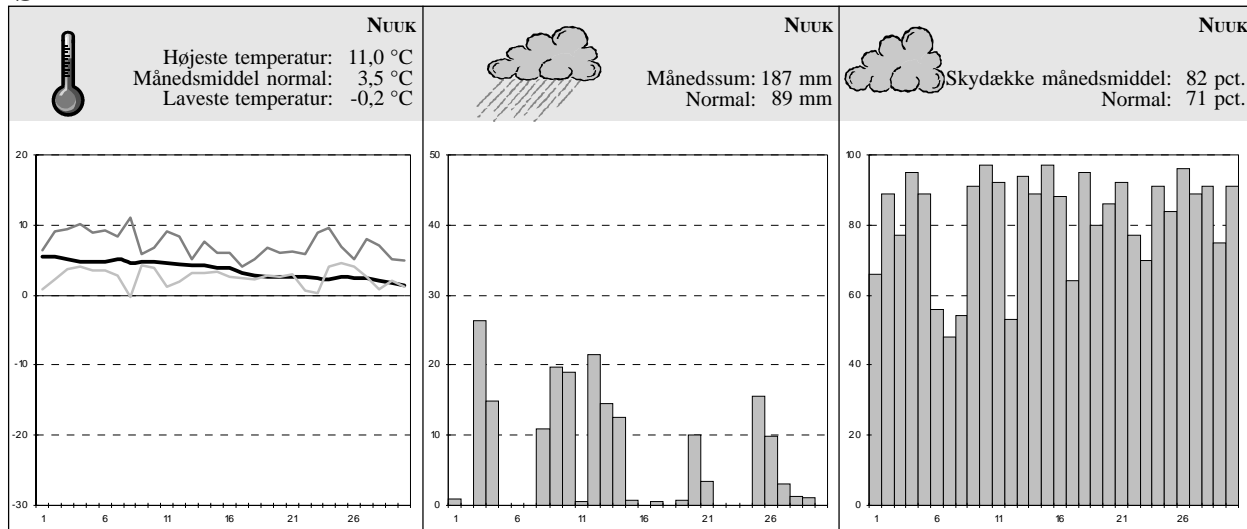 NUUK
Højeste temperatur: 11,0 °C
Månedsmiddel normal: 3,5 °C
Laveste temperatur: -0,2 °C
20
10
0
-10
-20
-30
1 6 11 16 21 26
NUUK
Månedssum: 187 mm
Normal: 89 mm
50
40
30
20
10
0
1 6 11 16 21 26
NUUK
Skydække månedsmiddel: 82 pct.
Normal: 71 pct.
100
80
60
40
20
0
1 6 11 16 21 26